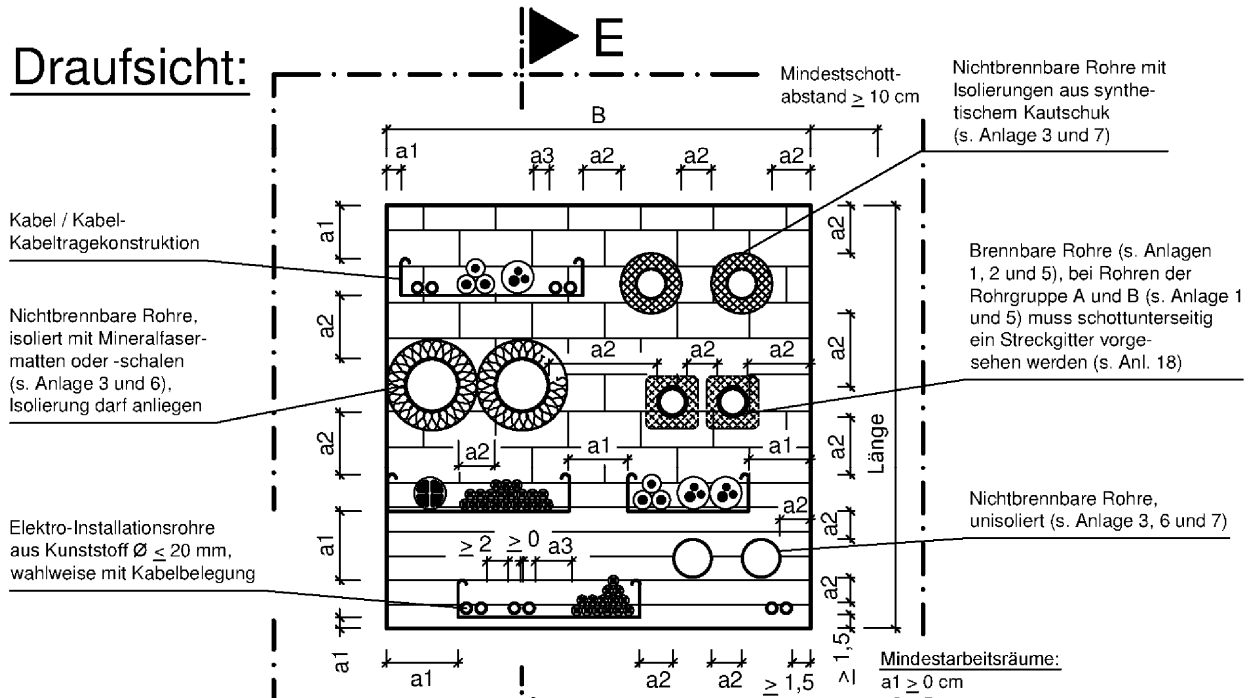 Draufsicht:
E
Mindestschott-
abstand ≥ 10 cm
Nichtbrennbare Rohre mit
Isolierungen aus synthe-
tischem Kautschuk
(s. Anlage 3 und 7)
B
a1
a3
a2
a2
a2
Kabel / Kabel-
Kabeltragekonstruktion
a1
a2
Brennbare Rohre (s. Anlagen
1, 2 und 5), bei Rohren der
Rohrgruppe A und B (s. Anlage 1
und 5) muss schottunterseitig
ein Streckgitter vorge-
sehen werden (s. Anl. 18)
Nichtbrennbare Rohre,
isoliert mit Mineralfaser-
matten oder -schalen
(s. Anlage 3 und 6),
Isolierung darf anliegen
a2
a2
a2
a2
a2
a2
a2
a1
a1
a2
Länge
a2
Nichtbrennbare Rohre,
unisoliert (s. Anlage 3, 6 und 7)
a2
Elektro-Installationsrohre
aus Kunststoff Ø ≤ 20 mm,
wahlweise mit Kabelbelegung
a1
≥ 2
≥ 0
a3
a2
a1
a1
a2
a2
≥ 1,5
≥ 1,5
Mindestarbeitsräume:
a1 ≥ 0 cm